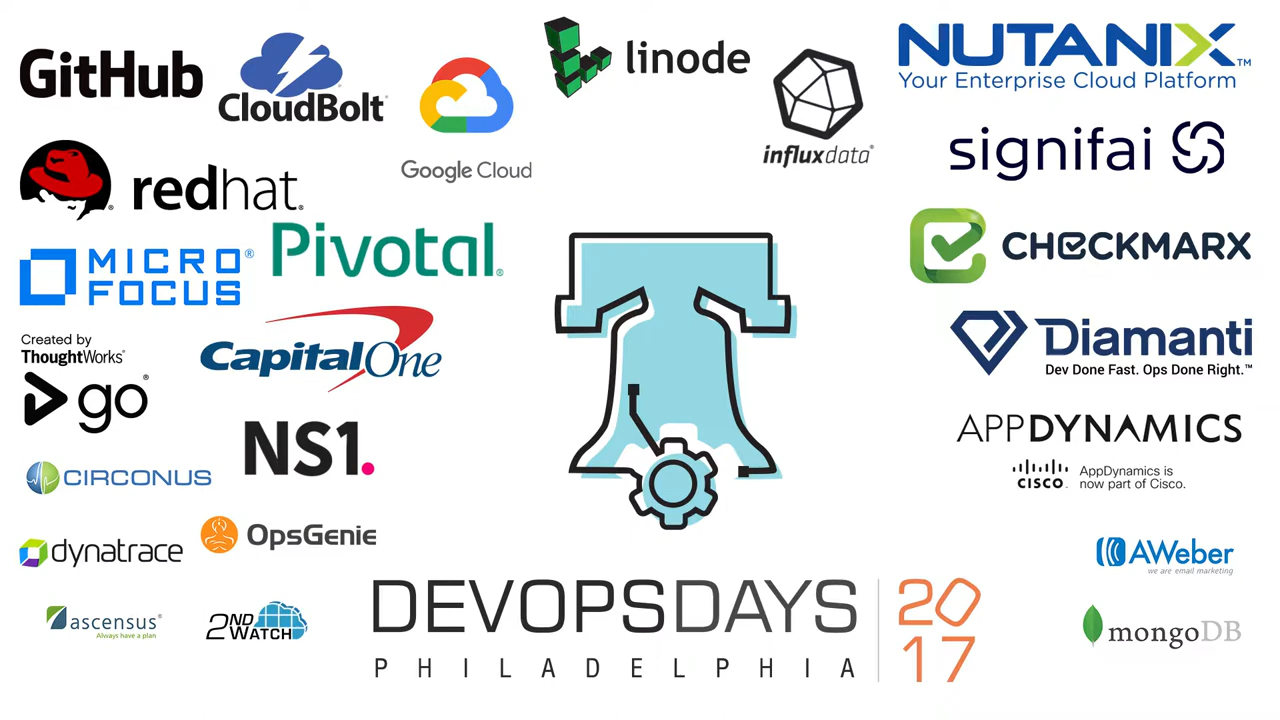 GitHub
CloudBolt
Google Cloud
linode
influxdata®
NUTANIX™
Your Enterprise Cloud Platform
redhat.®
signifai
MICRO®
FOCUS
Pivotal®
CHECKMARX
Created by
ThoughtWorks®
go®
CapitalOne
Diamanti
Dev Done Fast. Ops Done Right.™
NS1.
APPDYNAMICS
CISCO
AppDynamics is
now part of Cisco.
CIRCONUS
dynatrace
OpsGenie
AWeber
we are email marketing
ascensus®
Always have a plan
2ND
WATCH
DEVOPSDAYS
PHILADELPHIA
20
17
mongoDB